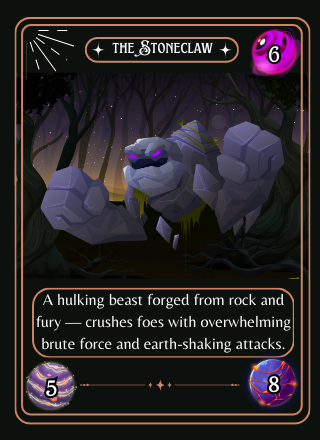 THE STONECLAW
6
A hulking beast forged from rock and
fury — crushes foes with overwhelming
brute force and earth-shaking attacks.
5
8